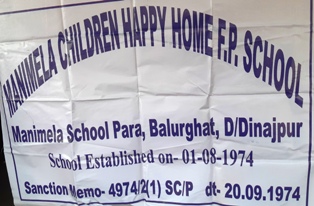 MANIMELA CHILDREN HAPPY HOME F.P. SCHOOL
Manimela School Para, Balurghat, D/Dinajpur
School Established on- 01-08-1974
Sanction Memo- 4974/2(1) SC/P dt- 20.09.1974